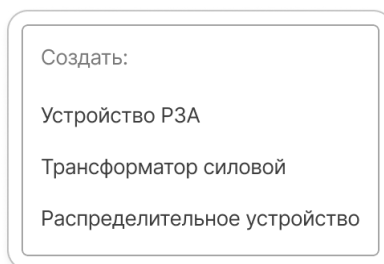 Создать:
Устройство РЗА
Трансформатор силовой
Распределительное устройство